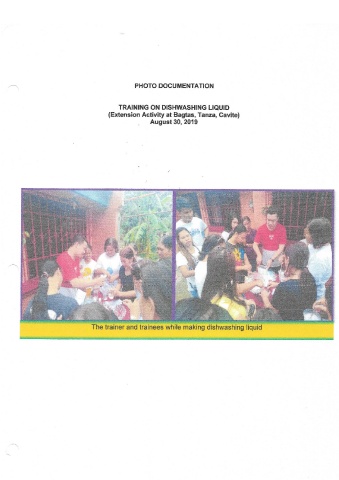 PHOTO DOCUMENTATION
TRAINING ON DISHWASHING LIQUID
(Extension Activity at Bagtas, Tanza, Cavite)
August 30, 2019
The trainer and trainees while making dishwashing liquid